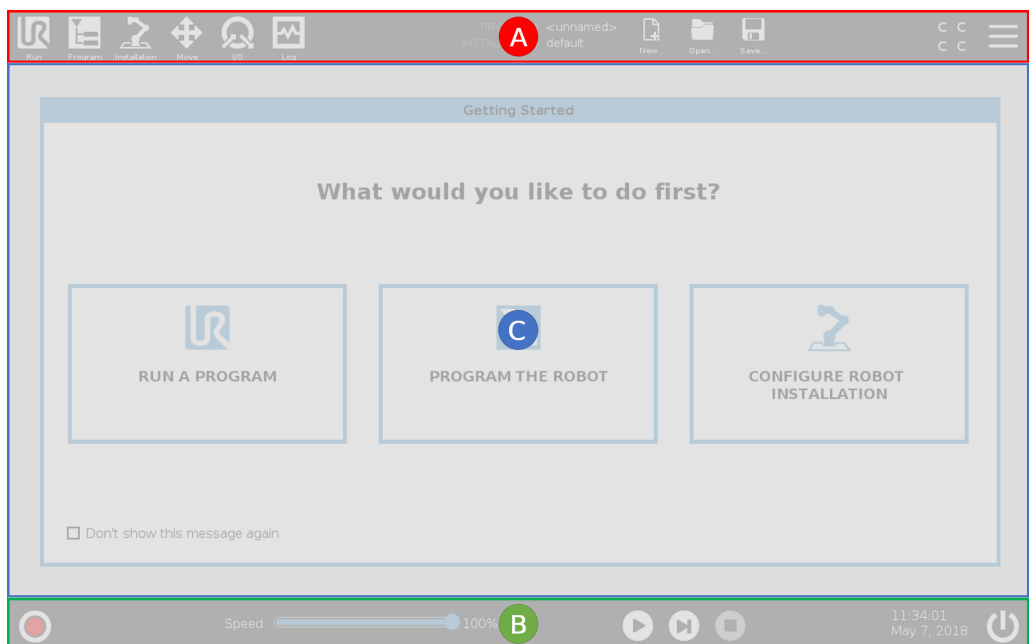 Run Program Installation Move I/O Log
PR
<unnamed>
INSTAL
default
New... Open... Save...
A
C C
C C
Getting Started
What would you like to do first?
C
RUN A PROGRAM
PROGRAM THE ROBOT
CONFIGURE ROBOT
INSTALLATION
Don't show this message again
Speed
100%
B
11:34:01
May 7, 2018